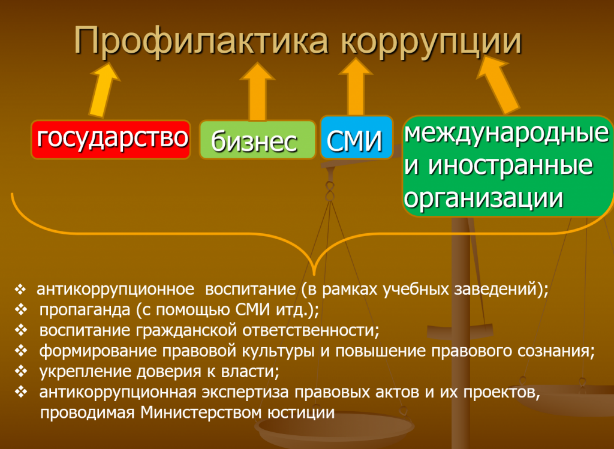 Профилактика коррупции
государство
бизнес
СМИ
международные
и иностранные
организации
❖ антикоррупционное воспитание (в рамках учебных заведений);
❖ пропаганда (с помощью СМИ итд.);
❖ воспитание гражданской ответственности;
❖ формирование правовой культуры и повышение правового сознания;
❖ укрепление доверия к власти;
❖ антикоррупционная экспертиза правовых актов и их проектов,
проводимая Министерством юстиции